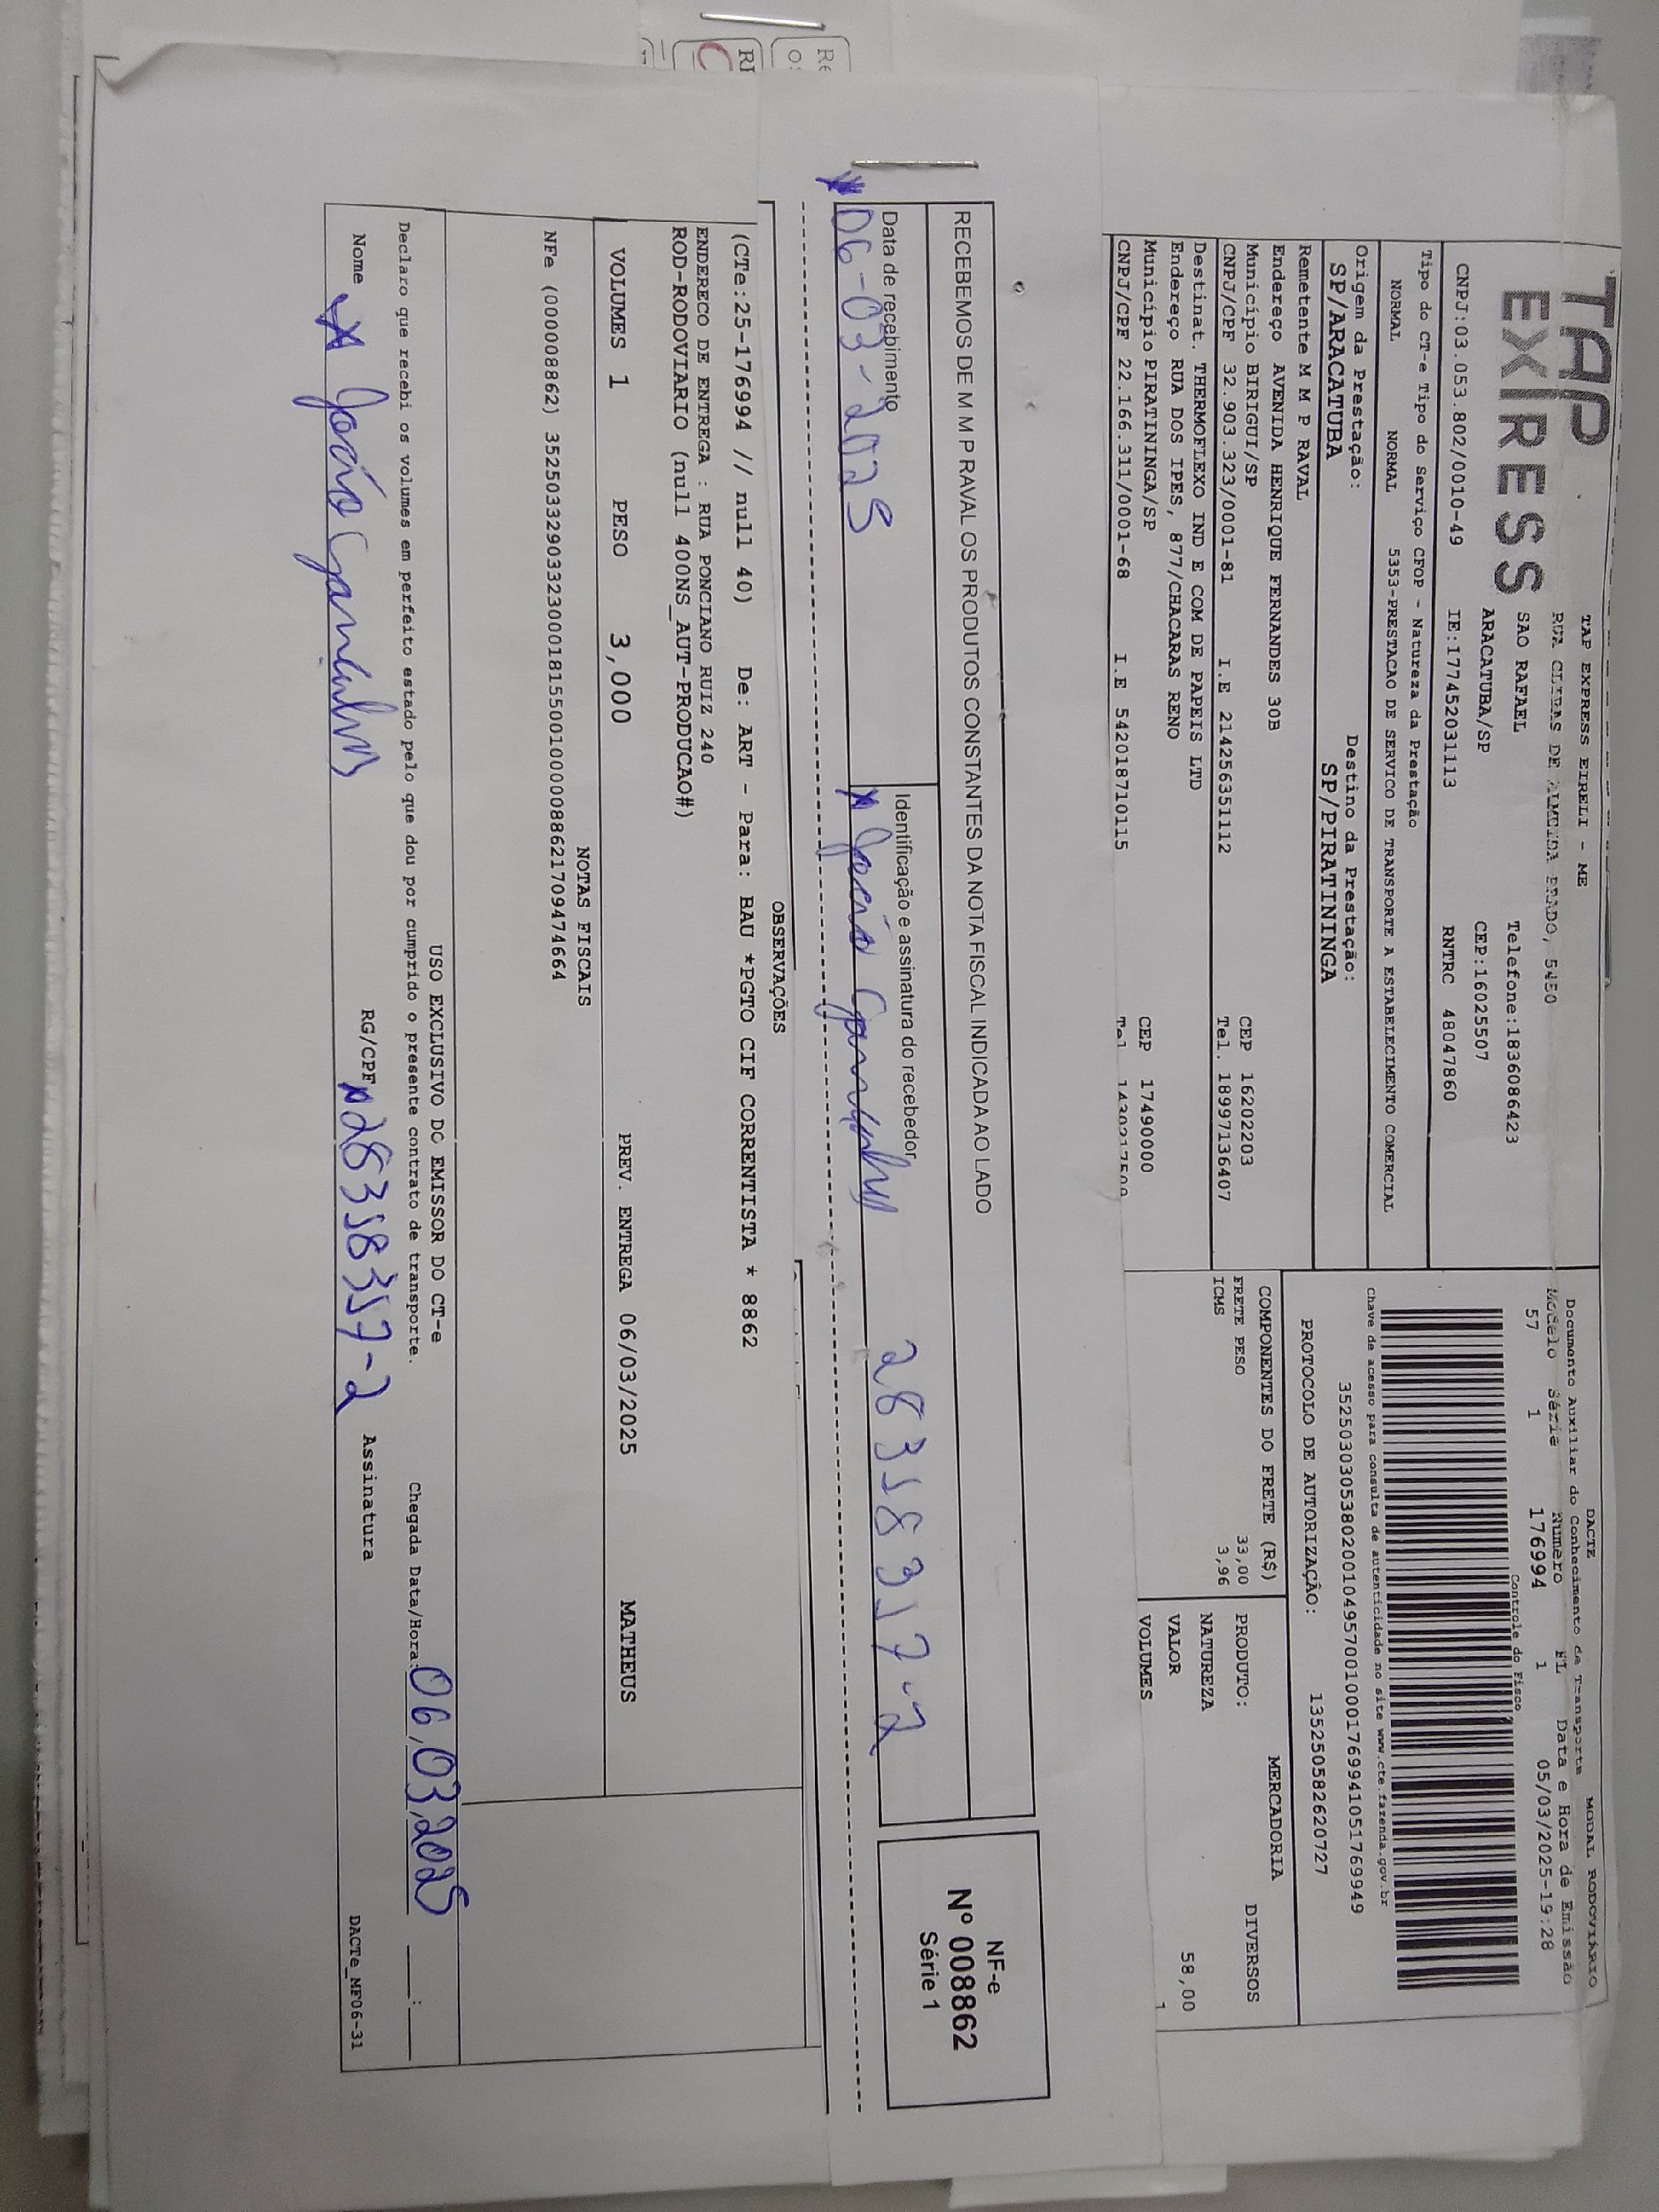 TAP
EXPRESS
TAP EXPRESS EIRELI - ME
RUA CLIBAS DE ALMEIDA PRADO, 5450
SAO RAFAEL
Telefone:1836086423
ARACATUBA/SP
CEP:16025507
CNPJ:03.053.802/0010-49
IE:177452031113
RNTRC 48047860
DACTE
MODAL RODOVIÁRIO
Documento Auxiliar do Conhecimento de Transporte
Modelo Série Número FL Data e Hora de Emissão
57 1 176994 1 05/03/2025-19:28
Controle do Fisco
Tipo do CT-e Tipo do Serviço CFOP - Natureza da Prestação
NORMAL NORMAL 5353-PRESTACAO DE SERVICO DE TRANSPORTE A ESTABELECIMENTO COMERCIAL
Chave de acesso para consulta de autenticidade no site www.cte.fazenda.gov.br
35250303053802001049570010001769941051769949
Origem da Prestação:
Destino da Prestação:
SP/ARACATUBA
SP/PIRATININGA
PROTOCOLO DE AUTORIZAÇÃO: 135250582620727
Remetente M M P RAVAL
Endereço AVENIDA HENRIQUE FERNANDES 30B
Município BIRIGUI/SP
CEP 16202203
CNPJ/CPF 32.903.323/0001-81
I.E 214256351112
Tel. 18997136407
Destinat. THERMOFLEXO IND E COM DE PAPEIS LTD
Endereço RUA DOS IPES, 877/CHACARAS RENO
Município PIRATININGA/SP
CEP 17490000
CNPJ/CPF 22.166.311/0001-68
I.E 542018710115
Tel
COMPONENTES DO FRETE (R$)
FRETE PESO 33,00
ICMS 3,96
MERCADORIA
PRODUTO: DIVERSOS
NATUREZA
VALOR 58,00
VOLUMES 1
RECEBEMOS DE M M P RAVAL OS PRODUTOS CONSTANTES DA NOTA FISCAL INDICADA AO LADO
Data de recebimento
06-03-2025
Identificação e assinatura do recebedor
João
28318317-2
NF-e
Nº 008862
Série 1
OBSERVAÇÕES
(CTe:25-176994 // null 40) De: ART - Para: BAU *PGTO CIF CORRENTISTA * 8862
ENDERECO DE ENTREGA : RUA PONCIANO RUIZ 240
ROD-RODOVIARIO (null 400NS_AUT-PRODUCAO#)
VOLUMES 1
PESO 3,000
PREV. ENTREGA 06/03/2025
MATHEUS
NOTAS FISCAIS
NFe (000008862) 35250332903323000181550010000088621709474664
USO EXCLUSIVO DO EMISSOR DO CT-e
Declaro que recebi os volumes em perfeito estado pelo que dou por cumprido o presente contrato de transporte.
Chegada Data/Hora: 06,03,2025 :
Nome João
RG/CPF 28318317-2
Assinatura
DACTe_MF06-31